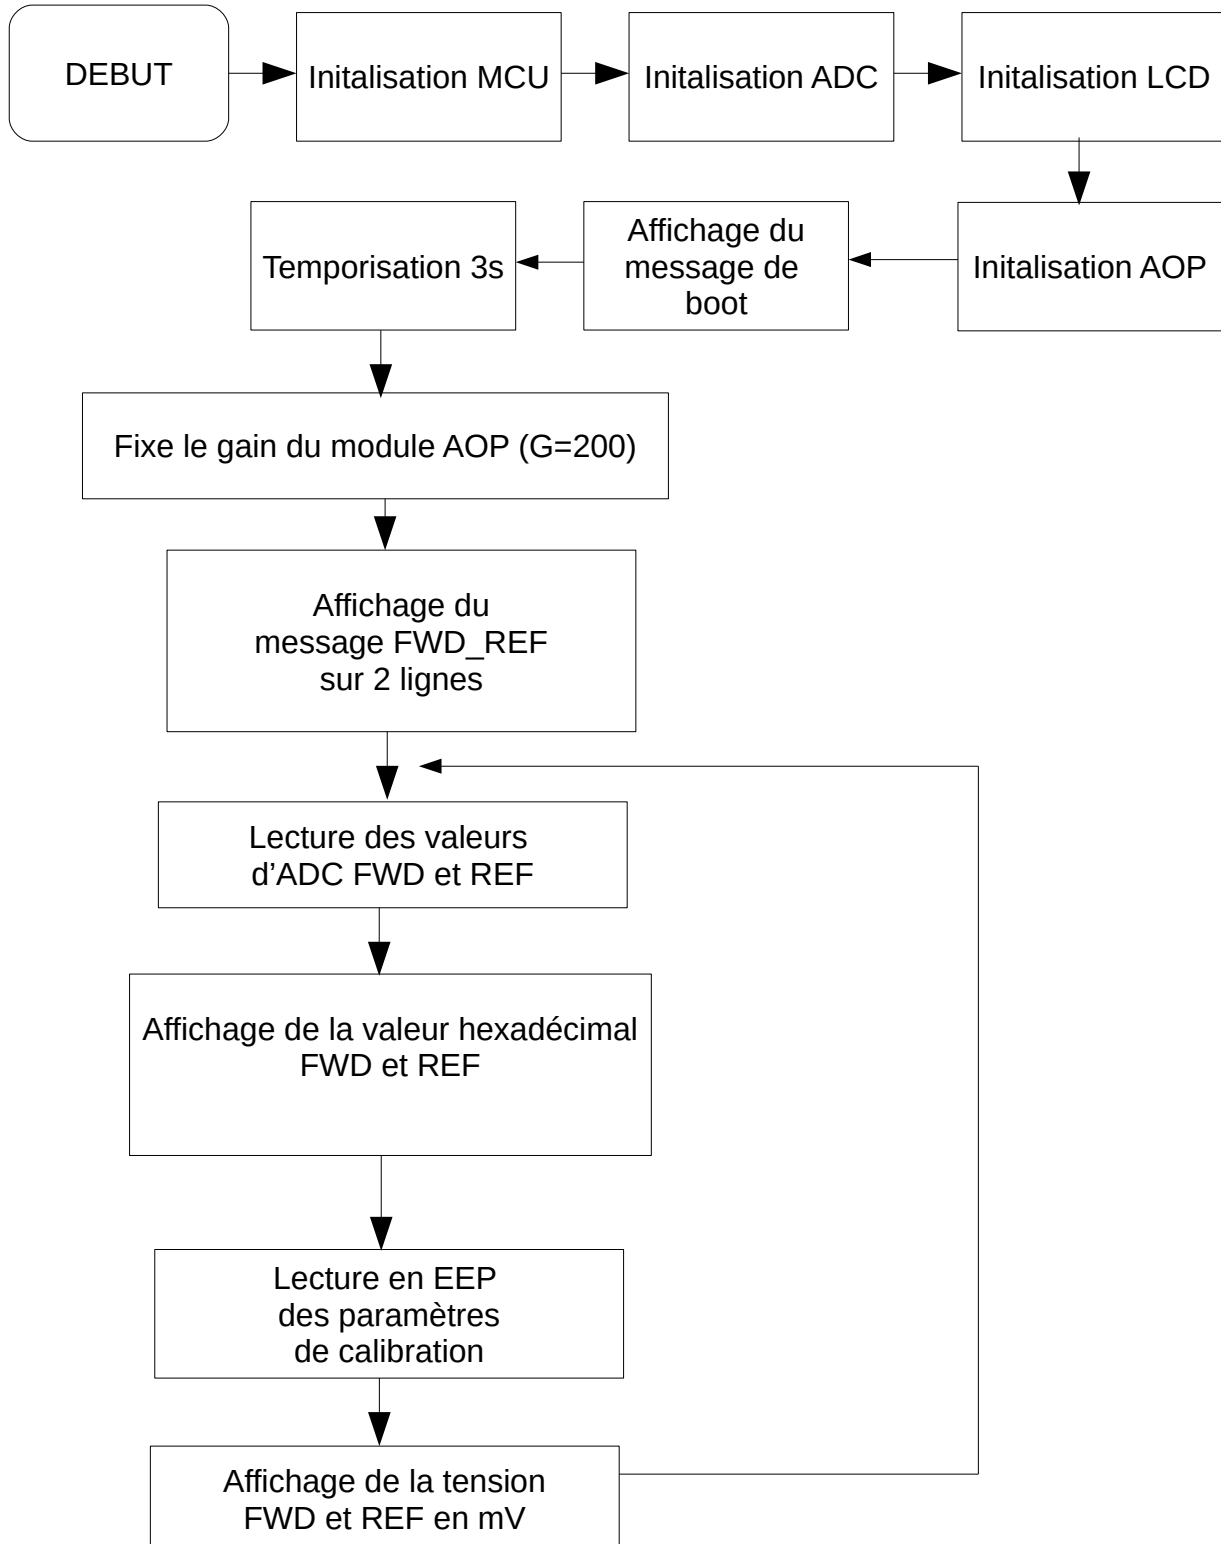 DEBUT
Initalisation MCU
Initalisation ADC
Initalisation LCD
Initalisation AOP
Affichage du
message de
boot
Temporisation 3s
Fixe le gain du module AOP (G=200)
Affichage du
message FWD_REF
sur 2 lignes
Lecture des valeurs
d’ADC FWD et REF
Affichage de la valeur hexadécimal
FWD et REF
Lecture en EEP
des paramètres
de calibration
Affichage de la tension
FWD et REF en mV